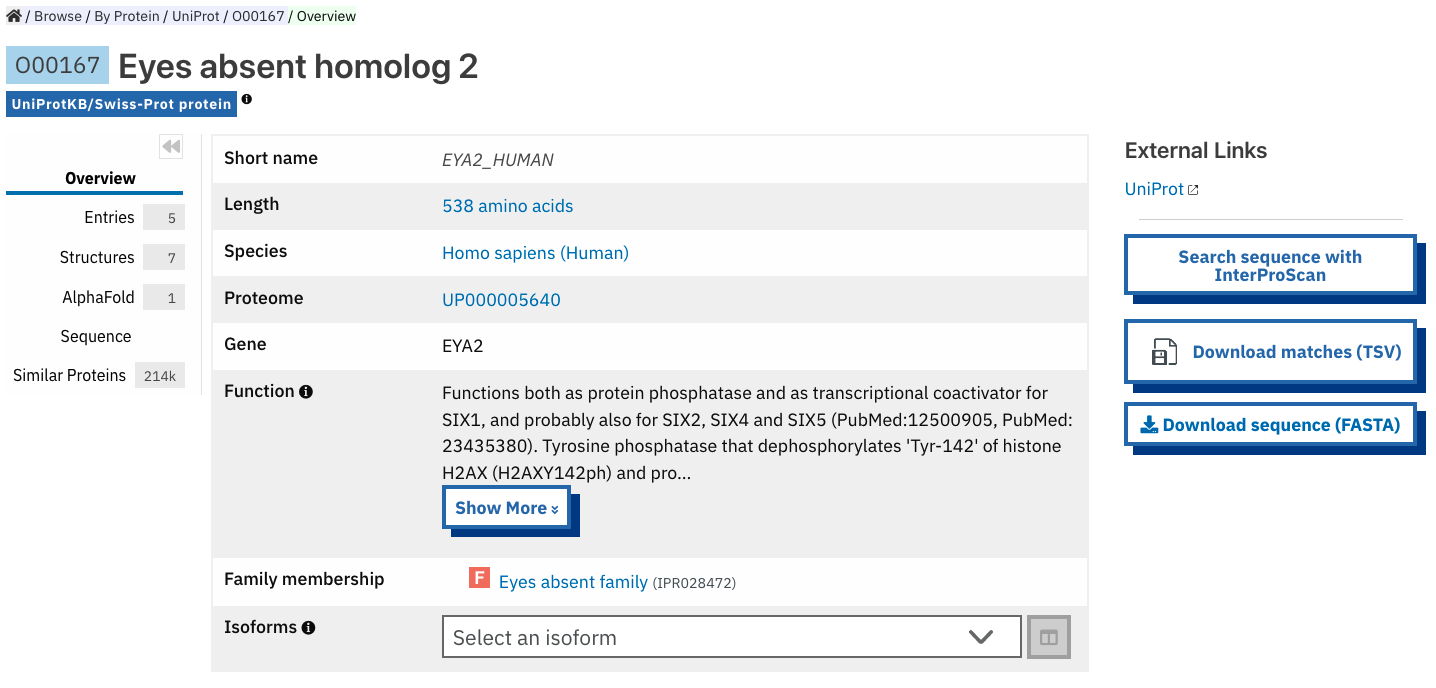 / Browse / By Protein / UniProt / O00167 / Overview
O00167 Eyes absent homolog 2
UniProtKB/Swiss-Prot protein
Overview
Entries 5
Structures 7
AlphaFold 1
Sequence
Similar Proteins 214k
Short name EYA2_HUMAN
Length 538 amino acids
Species Homo sapiens (Human)
Proteome UP000005640
Gene EYA2
Function Functions both as protein phosphatase and as transcriptional coactivator for
SIX1, and probably also for SIX2, SIX4 and SIX5 (PubMed:12500905, PubMed:
23435380). Tyrosine phosphatase that dephosphorylates 'Tyr-142' of histone
H2AX (H2AXY142ph) and pro...
Show More
Family membership F Eyes absent family (IPR028472)
Isoforms Select an isoform
External Links
UniProt
Search sequence with
InterProScan
Download matches (TSV)
Download sequence (FASTA)